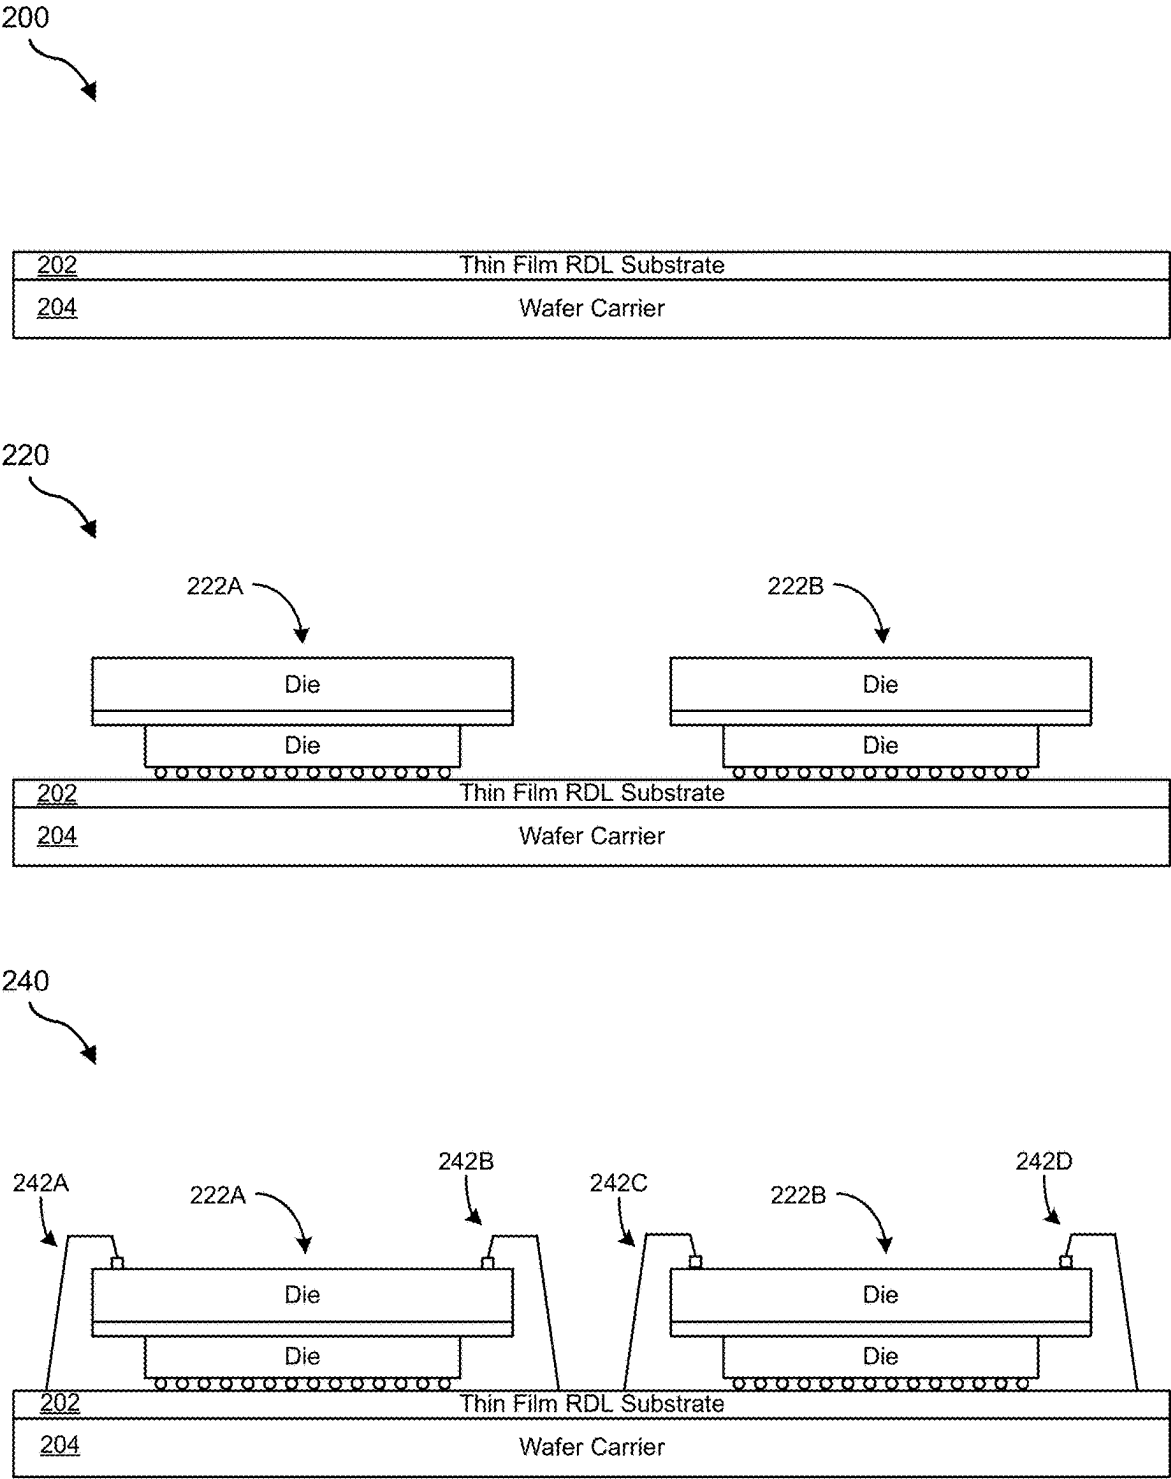 200
202 Thin Film RDL Substrate
204 Wafer Carrier
220
222A 222B
Die Die
Die Die
202 Thin Film RDL Substrate
204 Wafer Carrier
240
242B 242D
242A 222A 242C 222B
Die Die
Die Die
202 Thin Film RDL Substrate
204 Wafer Carrier